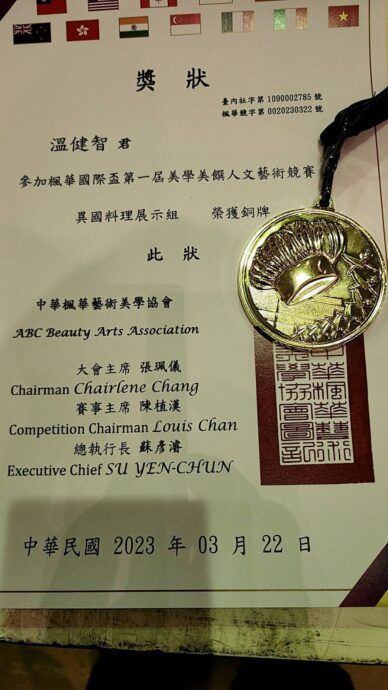 獎 狀
臺內社字第 1090002785 號
楓華競字第 0020230322 號
溫健智 君
參加楓華國際盃第一屆美學美饌人文藝術競賽
異國料理展示組 榮獲銅牌
此 狀
中華楓華藝術美學協會
ABC Beauty Arts Association
大會主席 張珮儀
Chairman Chairlene Chang
賽事主席 陳植漢
Competition Chairman Louis Chan
總執行長 蘇彥濬
Executive Chief SU YEN-CHUN
中華民國 2023 年 03 月 22 日